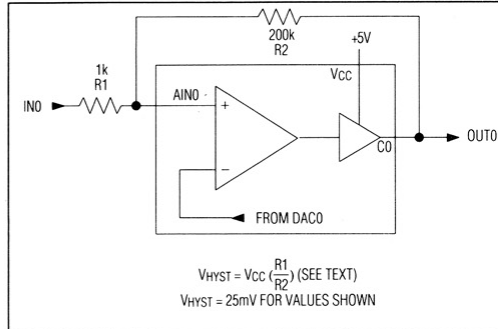 200k
R2
+5V
1k
R1
VCC
IN0
AIN0
+
C0
OUT0
−
FROM DAC0
VHYST = VCC (R1/R2) (SEE TEXT)
VHYST = 25mV FOR VALUES SHOWN